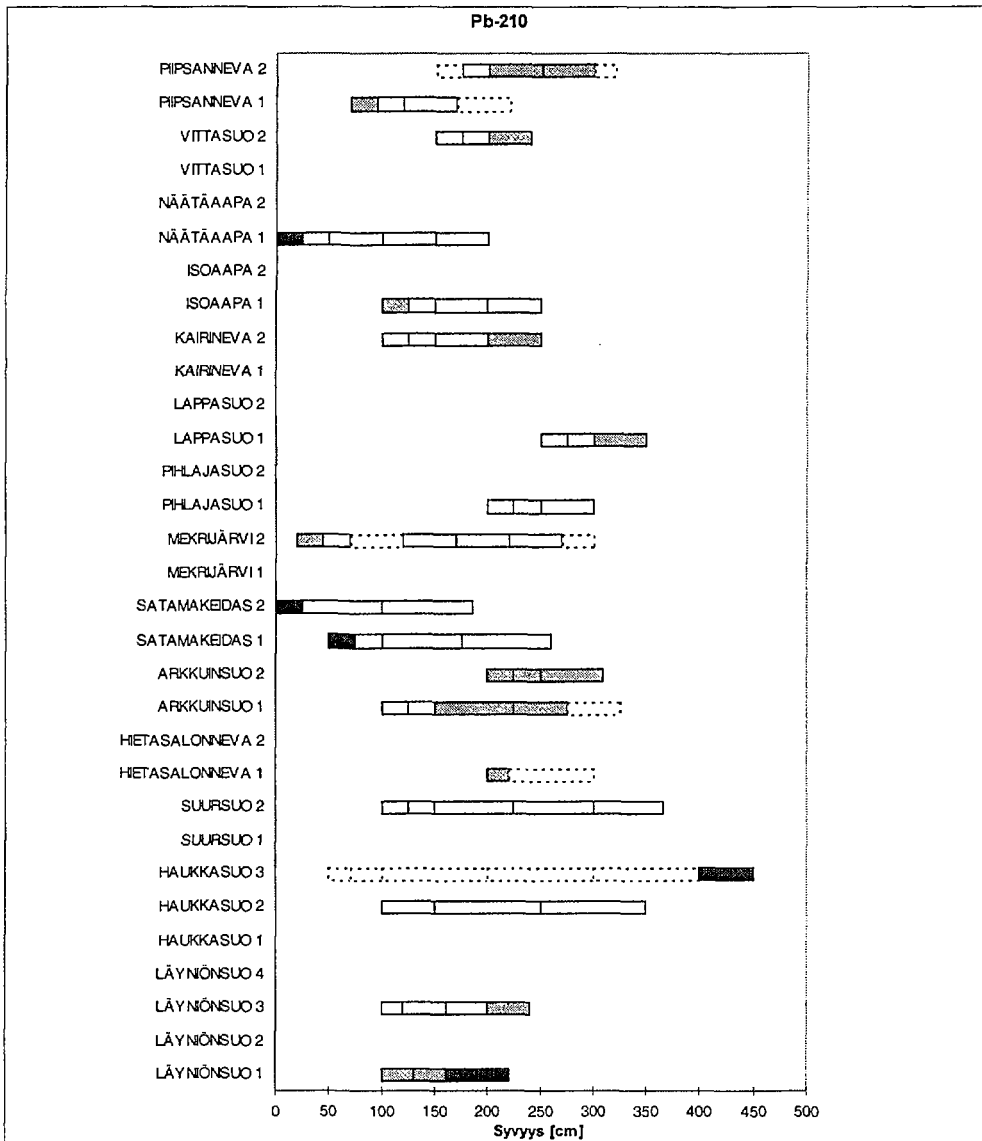 Pb-210
PIIPSANNEVA 2
PIIPSANNEVA 1
VITTASUO 2
VITTASUO 1
NÄÄTÄAAPA 2
NÄÄTÄAAPA 1
ISOAAPA 2
ISOAAPA 1
KAIRINEVA 2
KAIRINEVA 1
LAPPASUO 2
LAPPASUO 1
PIHLAJASUO 2
PIHLAJASUO 1
MEKRIJÄRVI 2
MEKRIJÄRVI 1
SATAMAKEIDAS 2
SATAMAKEIDAS 1
ARKKUINSUO 2
ARKKUINSUO 1
HIETASALONNEVA 2
HIETASALONNEVA 1
SUURSUO 2
SUURSUO 1
HAUKKASUO 3
HAUKKASUO 2
HAUKKASUO 1
LÄYNIÖNSUO 4
LÄYNIÖNSUO 3
LÄYNIÖNSUO 2
LÄYNIÖNSUO 1
0 50 100 150 200 250 300 350 400 450 500
Syvyys [cm]